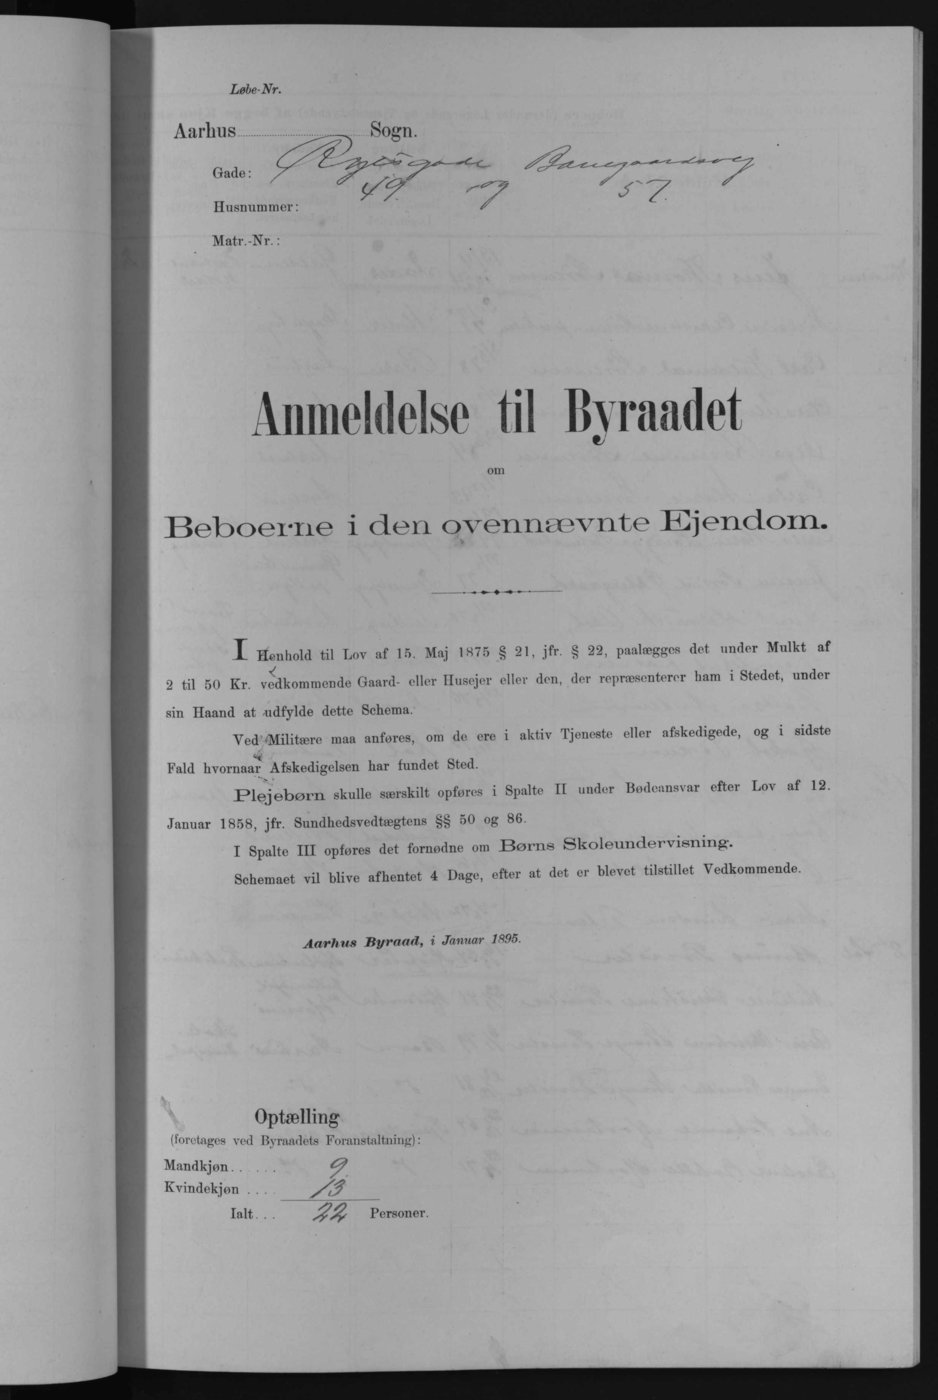 Løbe-Nr.
Aarhus Sogn.
Gade: Ryesgade Banegaardsvej
49. og 57.
Husnummer:
Matr.-Nr.:
Anmeldelse til Byraadet
om
Beboerne i den ovennævnte Ejendom.
I Henhold til Lov af 15. Maj 1875 § 21, jfr. § 22, paalægges det under Mulkt af
2 til 50 Kr. vedkommende Gaard- eller Husejer eller den, der repræsenterer ham i Stedet, under
sin Haand at udfylde dette Schema.
Ved Militære maa anføres, om de ere i aktiv Tjeneste eller afskedigede, og i sidste
Fald hvornaar Afskedigelsen har fundet Sted.
Plejebørn skulle særskilt opføres i Spalte II under Bødeansvar efter Lov af 12.
Januar 1858, jfr. Sundhedsvedtægtens §§ 50 og 86.
I Spalte III opføres det fornødne om Børns Skoleundervisning.
Schemaet vil blive afhentet 4 Dage, efter at det er blevet tilstillet Vedkommende.
Aarhus Byraad, i Januar 1895.
Optælling
(foretages ved Byraadets Foranstaltning):
Mandkjøn...... 9
Kvindekjøn .... 13
Ialt... 22 Personer.